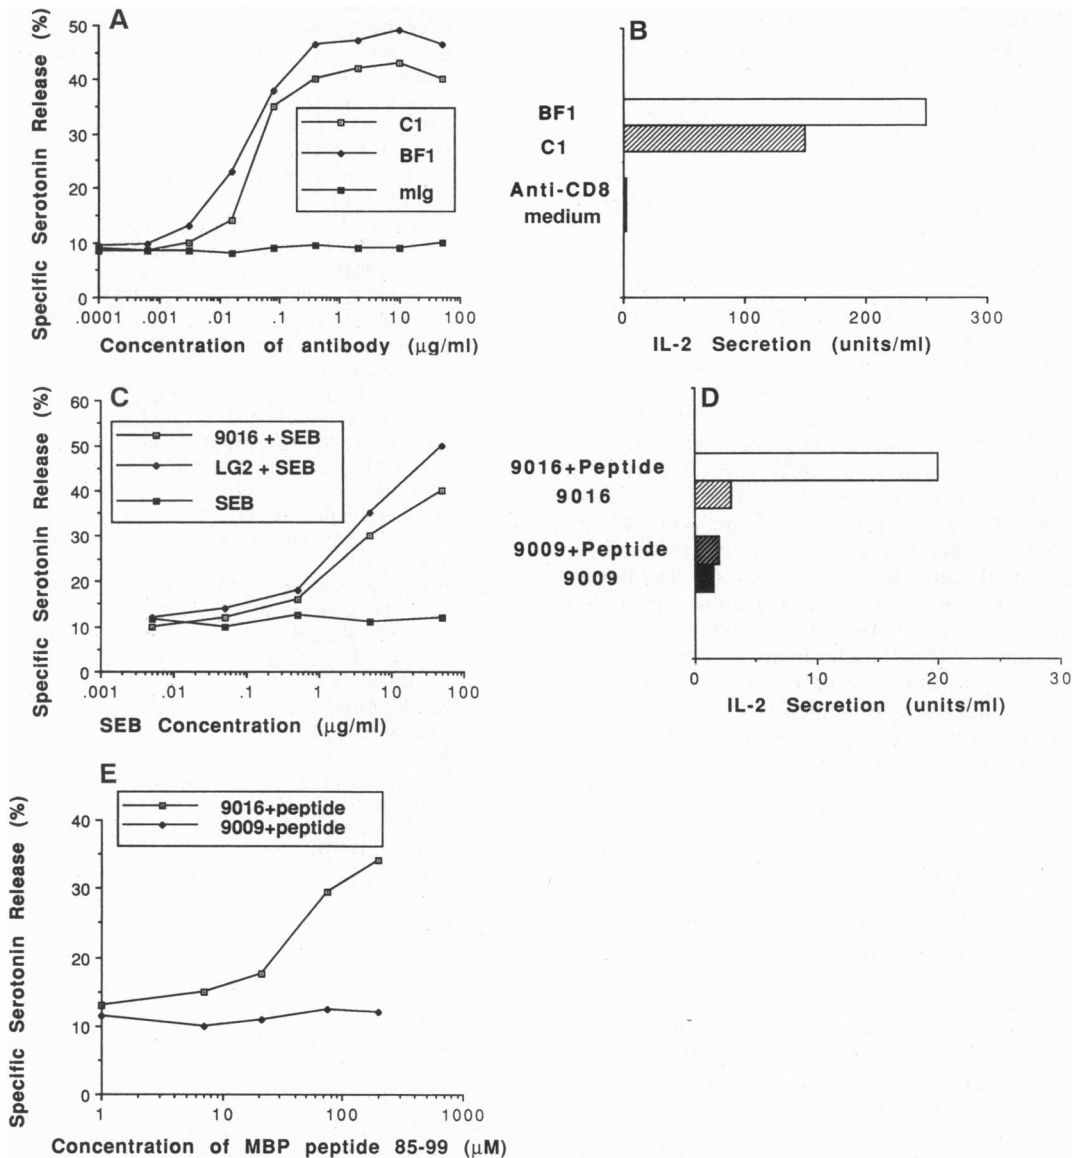 A
Specific Serotonin Release (%)
50
40
30
20
10
0
C1
BF1
mIg
.0001 .001 .01 .1 1 10 100
Concentration of antibody (μg/ml)
B
BF1
C1
Anti-CD8
medium
0 100 200 300
IL-2 Secretion (units/ml)
C
Specific Serotonin Release (%)
60
50
40
30
20
10
0
9016 + SEB
LG2 + SEB
SEB
.001 .01 .1 1 10 100
SEB Concentration (μg/ml)
D
9016+Peptide
9016
9009+Peptide
9009
0 10 20 30
IL-2 Secretion (units/ml)
E
Specific Serotonin Release (%)
40
30
20
10
0
9016+peptide
9009+peptide
1 10 100 1000
Concentration of MBP peptide 85-99 (μM)